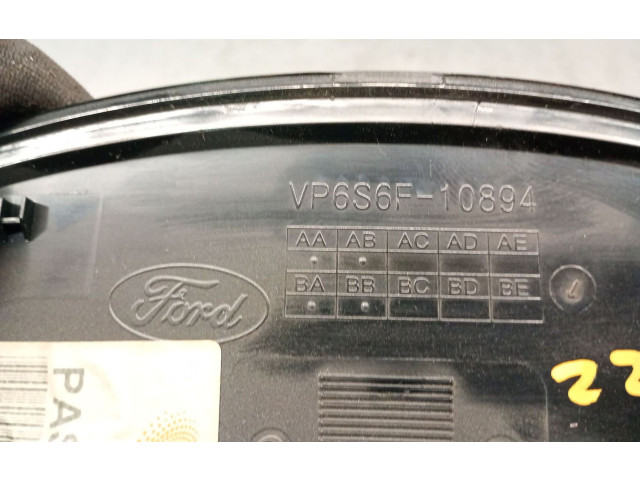 VP6S6F-10894
AA AB AC AD AE
BA BB BC BD BE
Ford
PAS
22